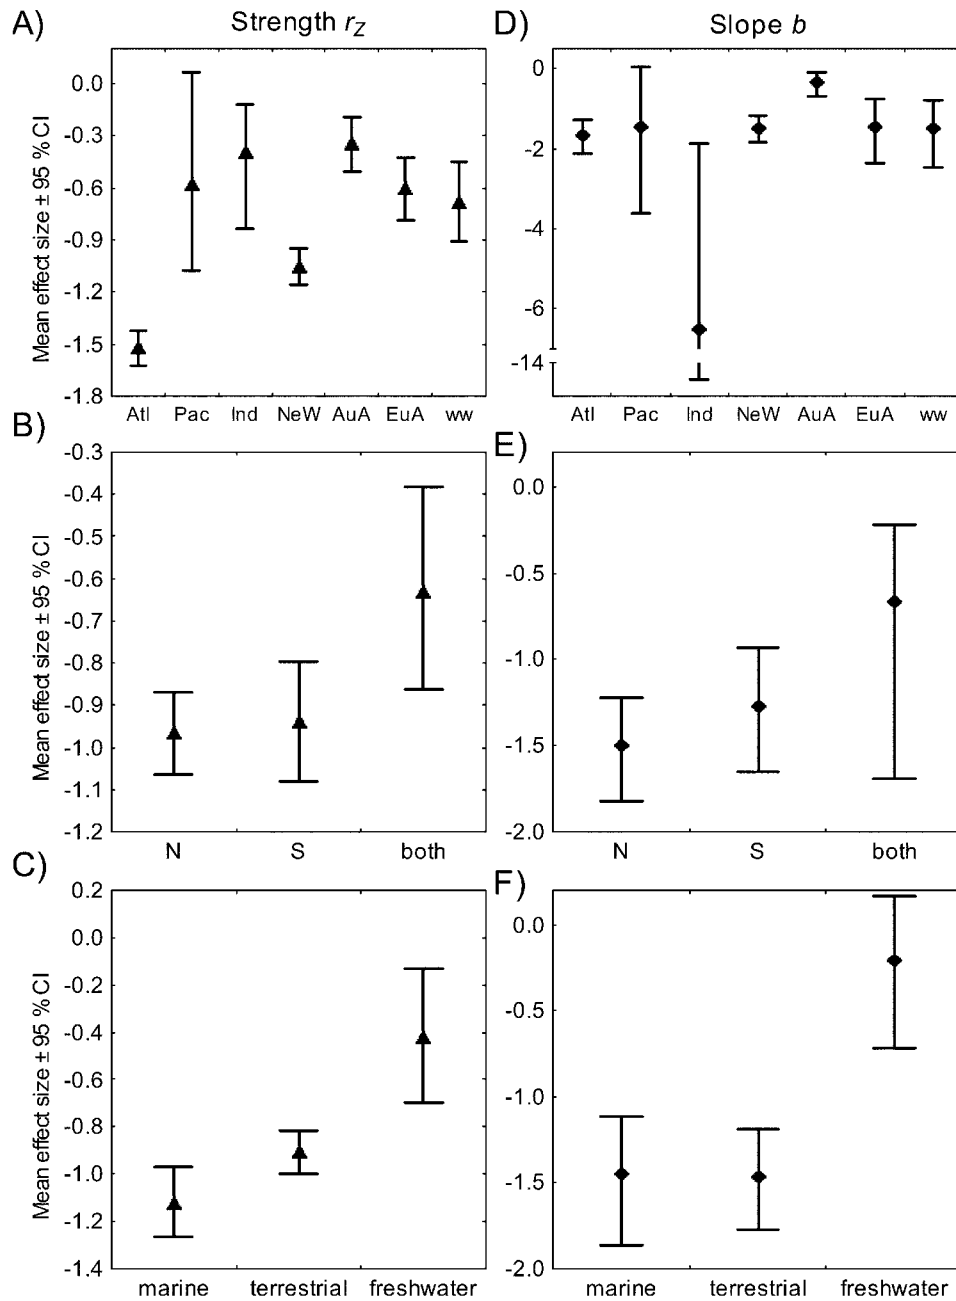 A) Strength rZ
Mean effect size ± 95 % CI
0.0
-0.3
-0.6
-0.9
-1.2
-1.5
-1.8
Atl Pac Ind NeW AuA EuA ww
D) Slope b
0
-2
-4
-6
-14
Atl Pac Ind NeW AuA EuA ww
B)
Mean effect size ± 95 % CI
-0.3
-0.4
-0.5
-0.6
-0.7
-0.8
-0.9
-1.0
-1.1
-1.2
N S both
E)
0.0
-0.5
-1.0
-1.5
-2.0
N S both
C)
Mean effect size ± 95 % CI
0.2
0.0
-0.2
-0.4
-0.6
-0.8
-1.0
-1.2
-1.4
marine terrestrial freshwater
F)
0.0
-0.5
-1.0
-1.5
-2.0
marine terrestrial freshwater